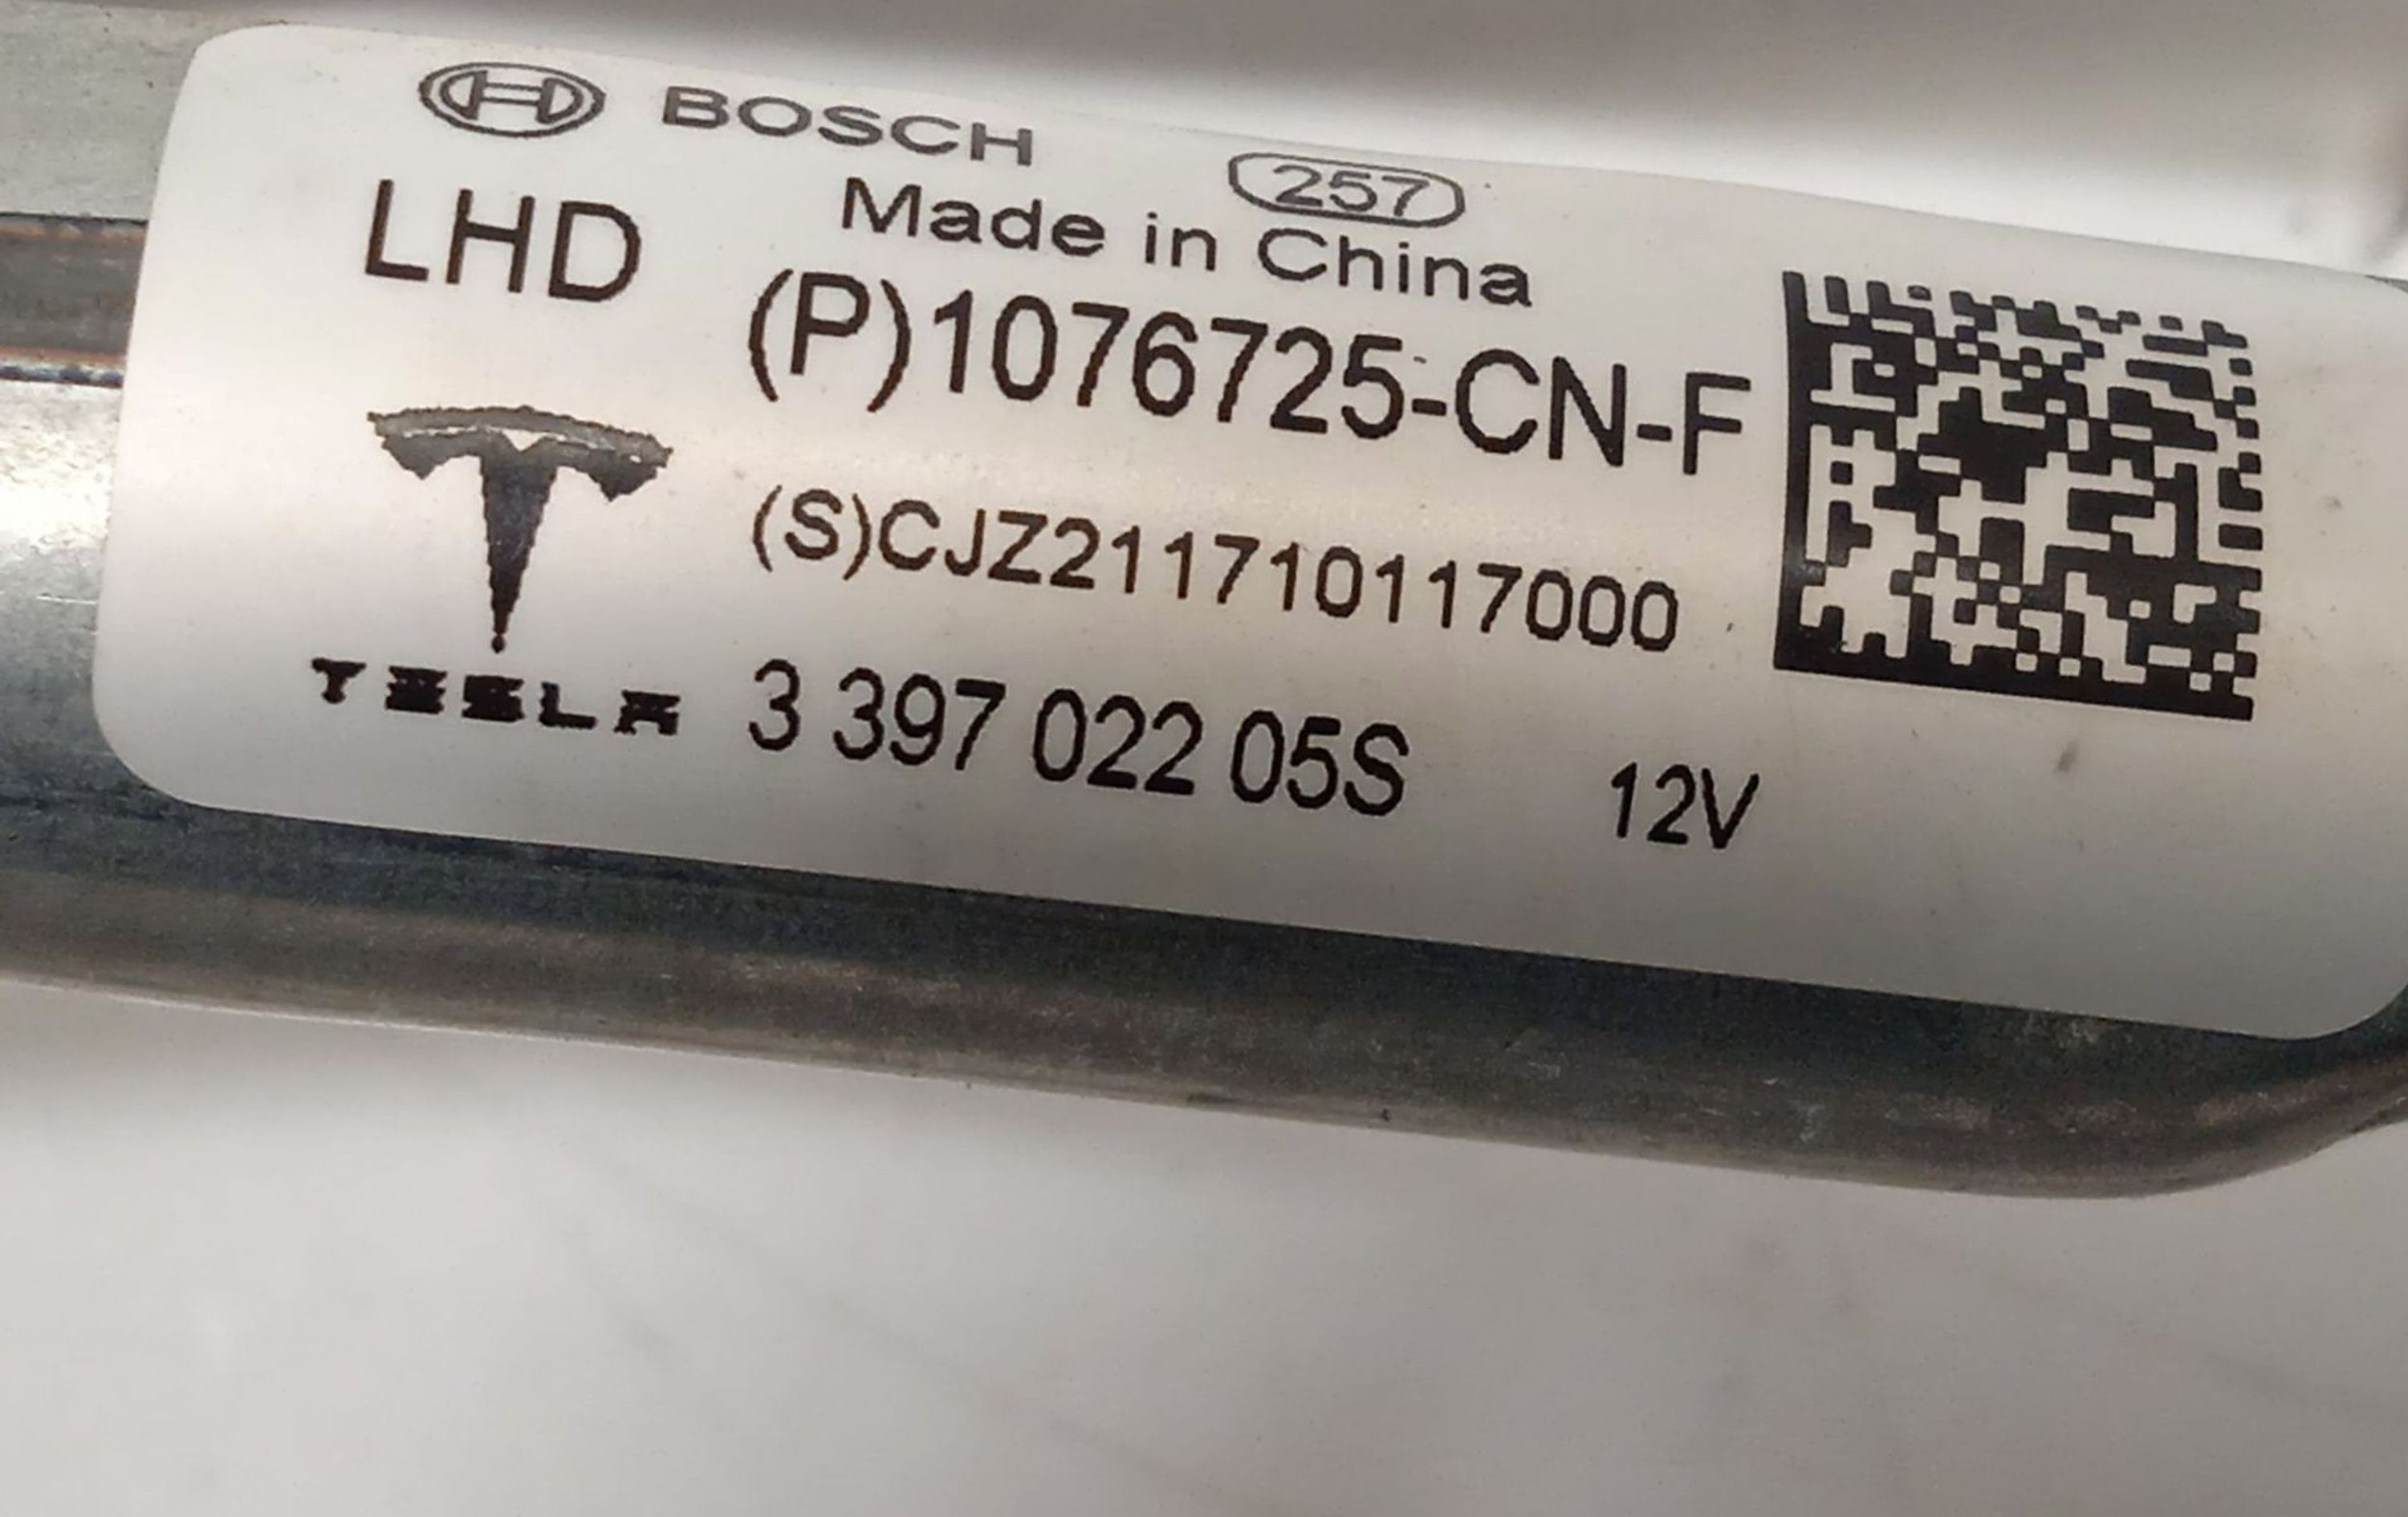 BOSCH
257
LHD
Made in China
(P)1076725-CN-F
(S)CJZ211710117000
TESLA
3 397 022 05S
12V